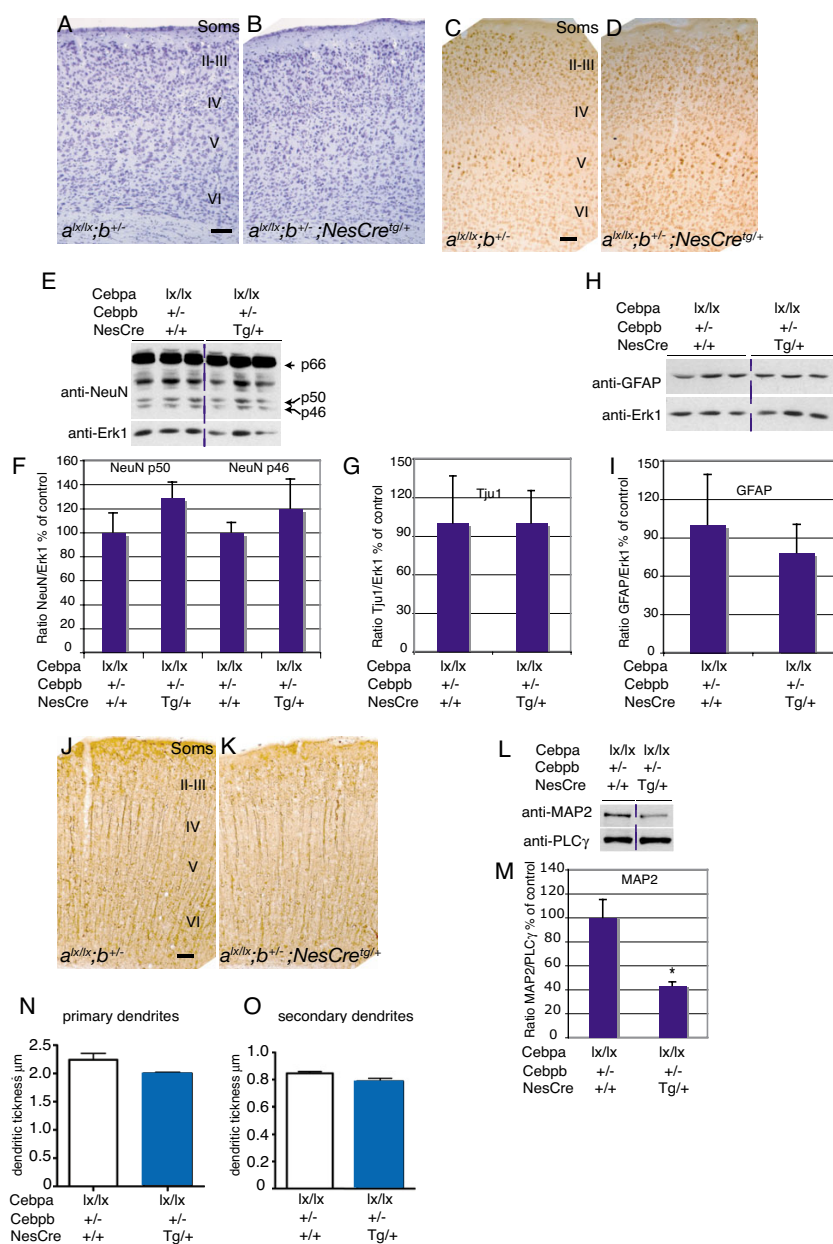 A B Soms
II-III
IV
V
VI
a^lx/lx;b^+/-
a^lx/lx;b^+/- ;NesCre^tg/+
C Soms D
II-III
IV
V
VI
a^lx/lx;b^+/-
a^lx/lx;b^+/- ;NesCre^tg/+
E
Cebpa lx/lx lx/lx
Cebpb +/- +/-
NesCre +/+ Tg/+
anti-NeuN
p66
p50
p46
anti-Erk1
H
Cebpa lx/lx lx/lx
Cebpb +/- +/-
NesCre +/+ Tg/+
anti-GFAP
anti-Erk1
F
Ratio NeuN/Erk1 % of control
NeuN p50 NeuN p46
160
140
120
100
80
60
40
20
0
Cebpa lx/lx lx/lx lx/lx lx/lx
Cebpb +/- +/- +/- +/-
NesCre +/+ Tg/+ +/+ Tg/+
G
Ratio Tju1/Erk1 % of control
Tju1
150
120
90
60
30
0
lx/lx lx/lx
+/- +/-
+/+ Tg/+
I
Ratio GFAP/Erk1 % of control
GFAP
150
120
90
60
30
0
lx/lx lx/lx
+/- +/-
+/+ Tg/+
J Soms K
II-III
IV
V
VI
a^lx/lx;b^+/-
a^lx/lx;b^+/- ;NesCre^tg/+
L
Cebpa lx/lx lx/lx
Cebpb +/- +/-
NesCre +/+ Tg/+
anti-MAP2
anti-PLCγ
M
Ratio MAP2/PLCγ % of control
MAP2
140
120
100
80
60
40
20
0
*
Cebpa lx/lx lx/lx
Cebpb +/- +/-
NesCre +/+ Tg/+
N
primary dendrites
dendritic tickness μm
2.5
2.0
1.5
1.0
0.5
0.0
Cebpa lx/lx lx/lx
Cebpb +/- +/-
NesCre +/+ Tg/+
O
secondary dendrites
dendritic tickness μm
1.2
0.8
0.4
0
lx/lx lx/lx
+/- +/-
+/+ Tg/+